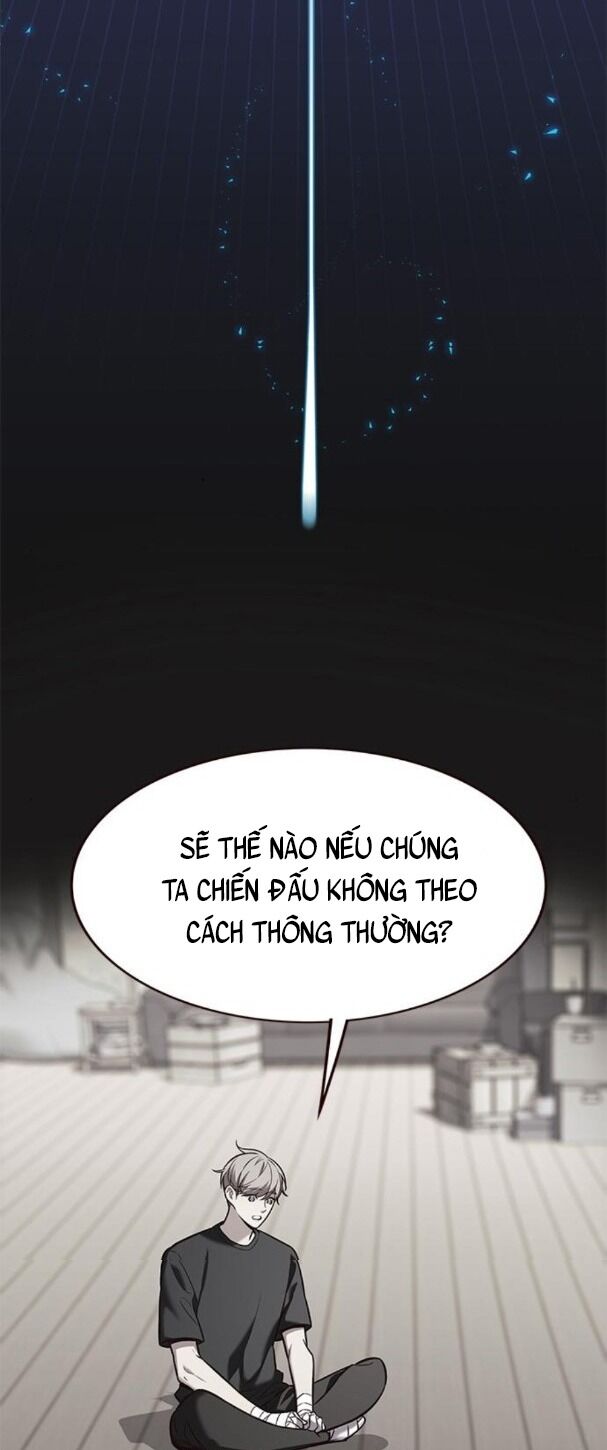 SẼ THẾ NÀO NẾU CHÚNG
TA CHIẾN ĐẤU KHÔNG THEO
CÁCH THÔNG THƯỜNG?